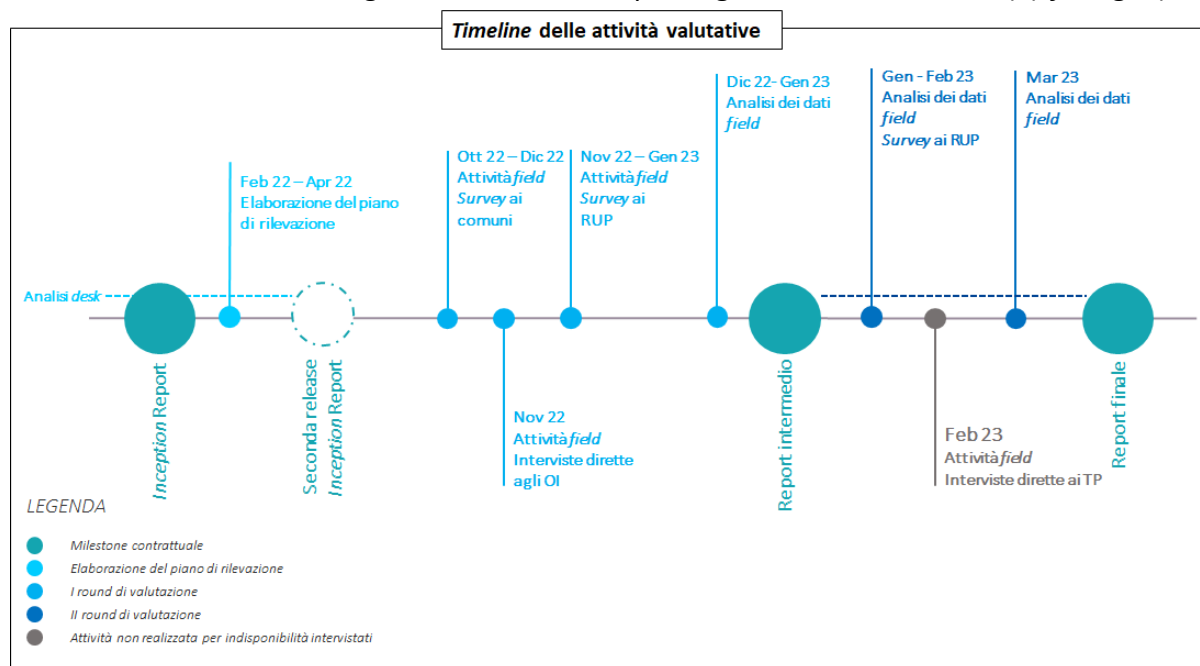 Timeline delle attività valutative
Feb 22 – Apr 22
Elaborazione del piano
di rilevazione
Ott 22 – Dic 22
Attività field
Survey ai
comuni
Nov 22 – Gen 23
Attività field
Survey ai
RUP
Dic 22- Gen 23
Analisi dei dati
field
Gen - Feb 23
Analisi dei dati
field
Survey ai RUP
Mar 23
Analisi dei dati
field
Analisi desk
Inception Report
Seconda release
Inception Report
Nov 22
Attività field
Interviste dirette
agli OI
Report intermedio
Feb 23
Attività field
Interviste dirette ai TP
Report finale
LEGENDA
Milestone contrattuale
Elaborazione del piano di rilevazione
I round di valutazione
II round di valutazione
Attività non realizzata per indisponibilità intervistati